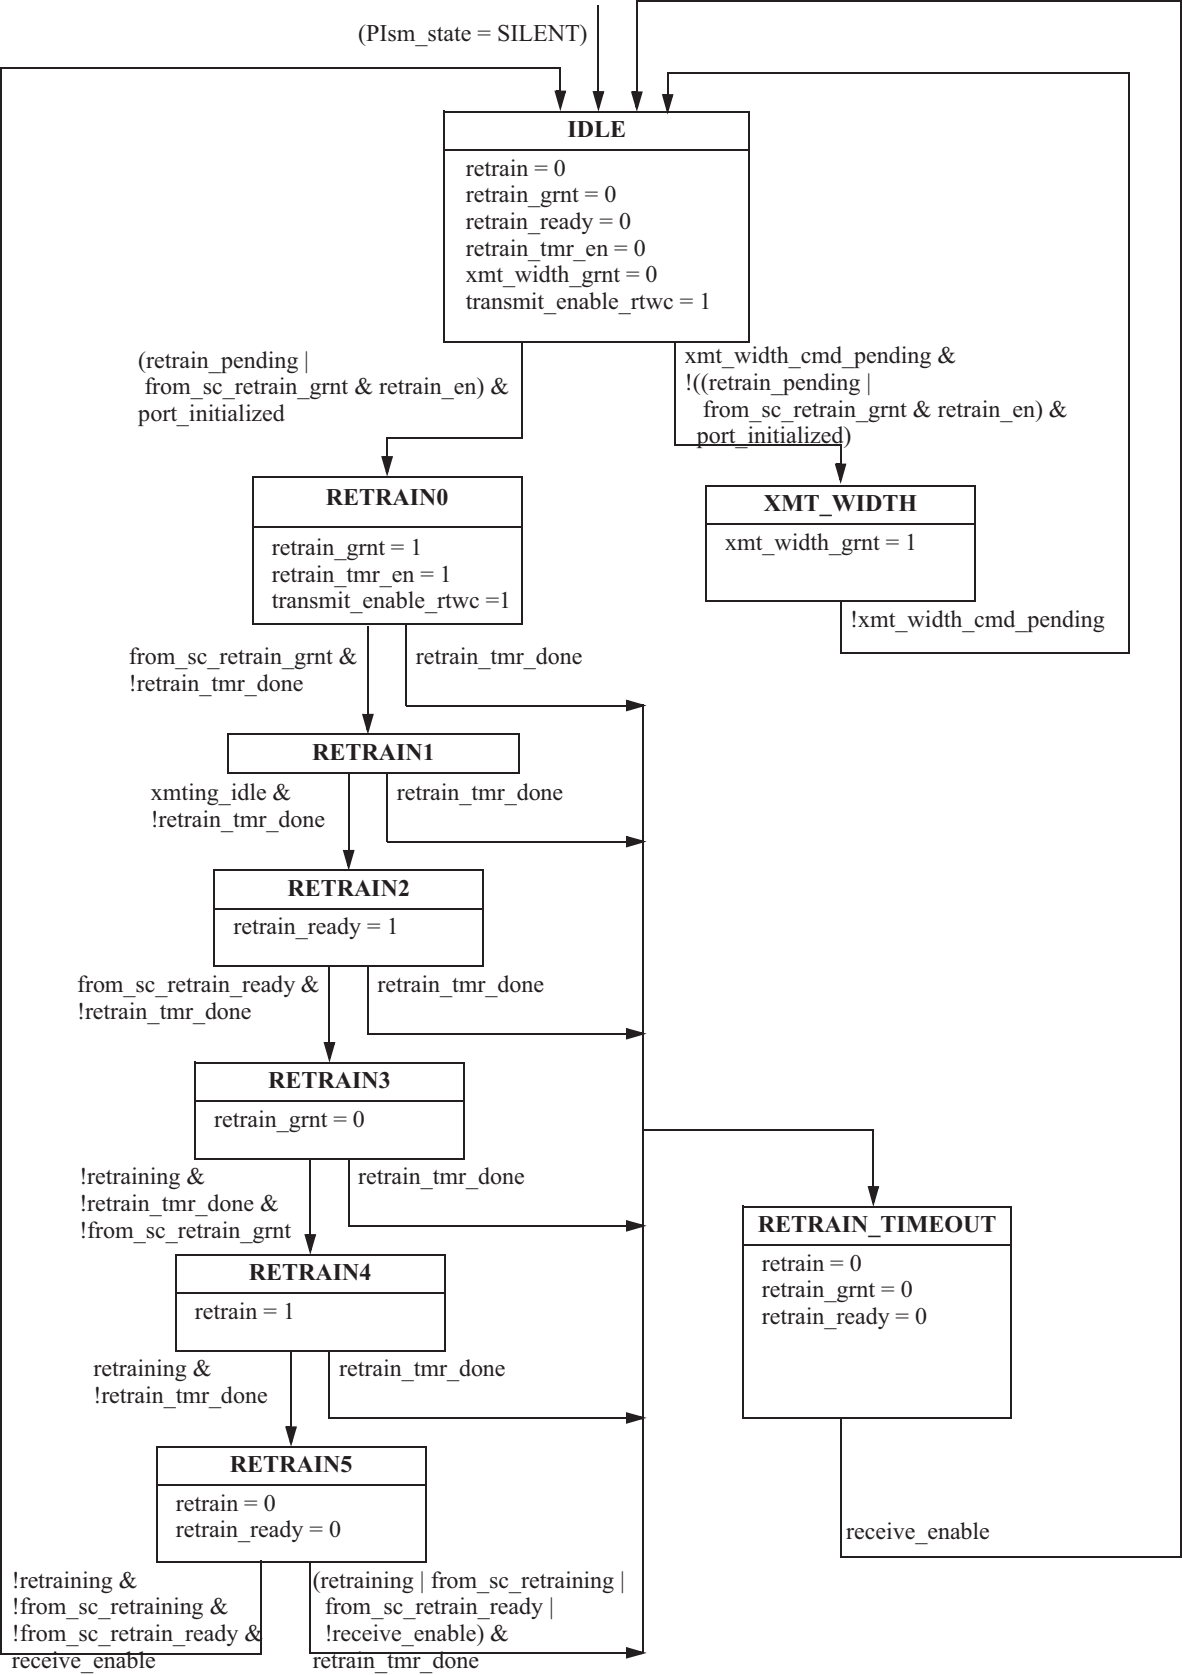 (PIsm_state = SILENT)
IDLE
retrain = 0
retrain_grnt = 0
retrain_ready = 0
retrain_tmr_en = 0
xmt_width_grnt = 0
transmit_enable_rtwc = 1
(retrain_pending |
from_sc_retrain_grnt & retrain_en) &
port_initialized
xmt_width_cmd_pending &
!((retrain_pending |
from_sc_retrain_grnt & retrain_en) &
port_initialized)
RETRAIN0
retrain_grnt = 1
retrain_tmr_en = 1
transmit_enable_rtwc =1
XMT_WIDTH
xmt_width_grnt = 1
!xmt_width_cmd_pending
from_sc_retrain_grnt &
!retrain_tmr_done
retrain_tmr_done
RETRAIN1
xmting_idle &
!retrain_tmr_done
retrain_tmr_done
RETRAIN2
retrain_ready = 1
from_sc_retrain_ready &
!retrain_tmr_done
retrain_tmr_done
RETRAIN3
retrain_grnt = 0
!retraining &
!retrain_tmr_done &
!from_sc_retrain_grnt
retrain_tmr_done
RETRAIN_TIMEOUT
retrain = 0
retrain_grnt = 0
retrain_ready = 0
RETRAIN4
retrain = 1
retraining &
!retrain_tmr_done
retrain_tmr_done
RETRAIN5
retrain = 0
retrain_ready = 0
receive_enable
!retraining &
!from_sc_retraining &
!from_sc_retrain_ready &
receive_enable
(retraining | from_sc_retraining |
from_sc_retrain_ready |
!receive_enable) &
retrain_tmr_done